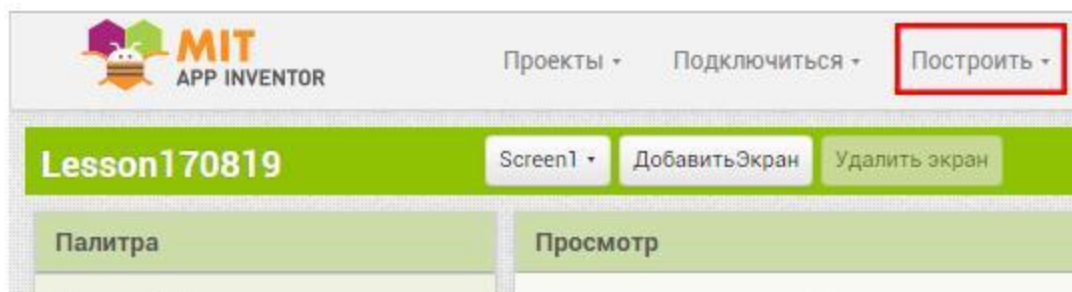 MIT
APP INVENTOR
Проекты Подключиться Построить
Lesson170819 Screen1 ДобавитьЭкран Удалить экран
Палитра Просмотр